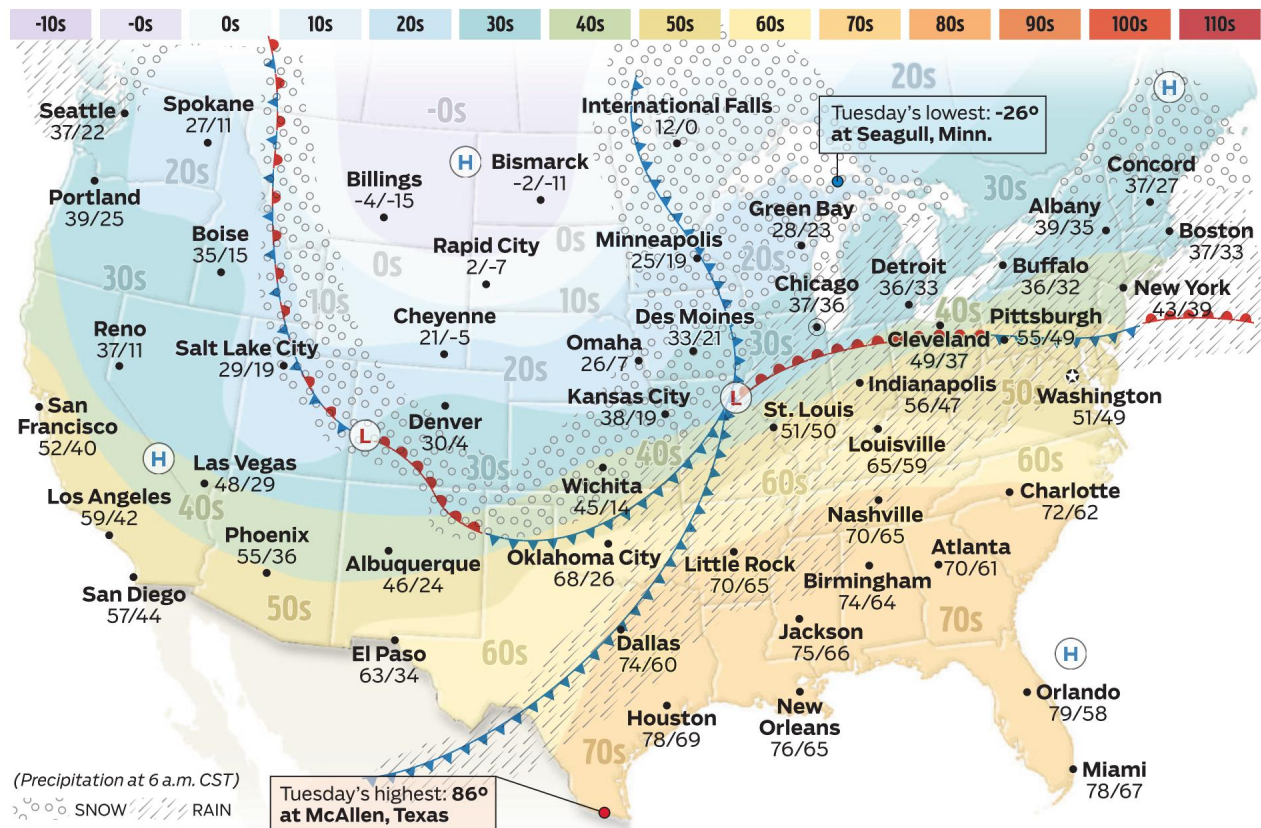 -10s -0s 0s 10s 20s 30s 40s 50s 60s 70s 80s 90s 100s 110s
20s
-0s
Seattle
37/22
Spokane
27/11
International Falls
12/0
Tuesday's lowest: -26º
at Seagull, Minn.
H
H
Bismarck
-2/-11
Billings
-4/-15
20s
Concord
37/27
30s
Portland
39/25
Green Bay
28/23
Albany
39/35
Boise
35/15
Rapid City
2/-7
0s
0s
Minneapolis
25/19
20s
Boston
37/33
Detroit
36/33
Buffalo
36/32
30s
Chicago
37/36
New York
43/39
10s
10s
Cheyenne
21/-5
Des Moines
33/21
40s
Pittsburgh
55/49
Reno
37/11
Salt Lake City
29/19
Omaha
26/7
30s
Cleveland
49/37
20s
Kansas City
38/19
L
Indianapolis
56/47
50s
Washington
51/49
San
Francisco
52/40
Denver
30/4
St. Louis
51/50
L
Louisville
65/59
H
Las Vegas
48/29
30s
40s
60s
60s
Wichita
45/14
Charlotte
72/62
Los Angeles
59/42
40s
Nashville
70/65
Phoenix
55/36
Albuquerque
46/24
Oklahoma City
68/26
Little Rock
70/65
Atlanta
70/61
Birmingham
74/64
San Diego
57/44
50s
70s
Jackson
75/66
El Paso
63/34
60s
Dallas
74/60
H
Orlando
79/58
Houston
78/69
New
Orleans
76/65
70s
Miami
78/67
(Precipitation at 6 a.m. CST)
SNOW RAIN
Tuesday's highest: 86º
at McAllen, Texas